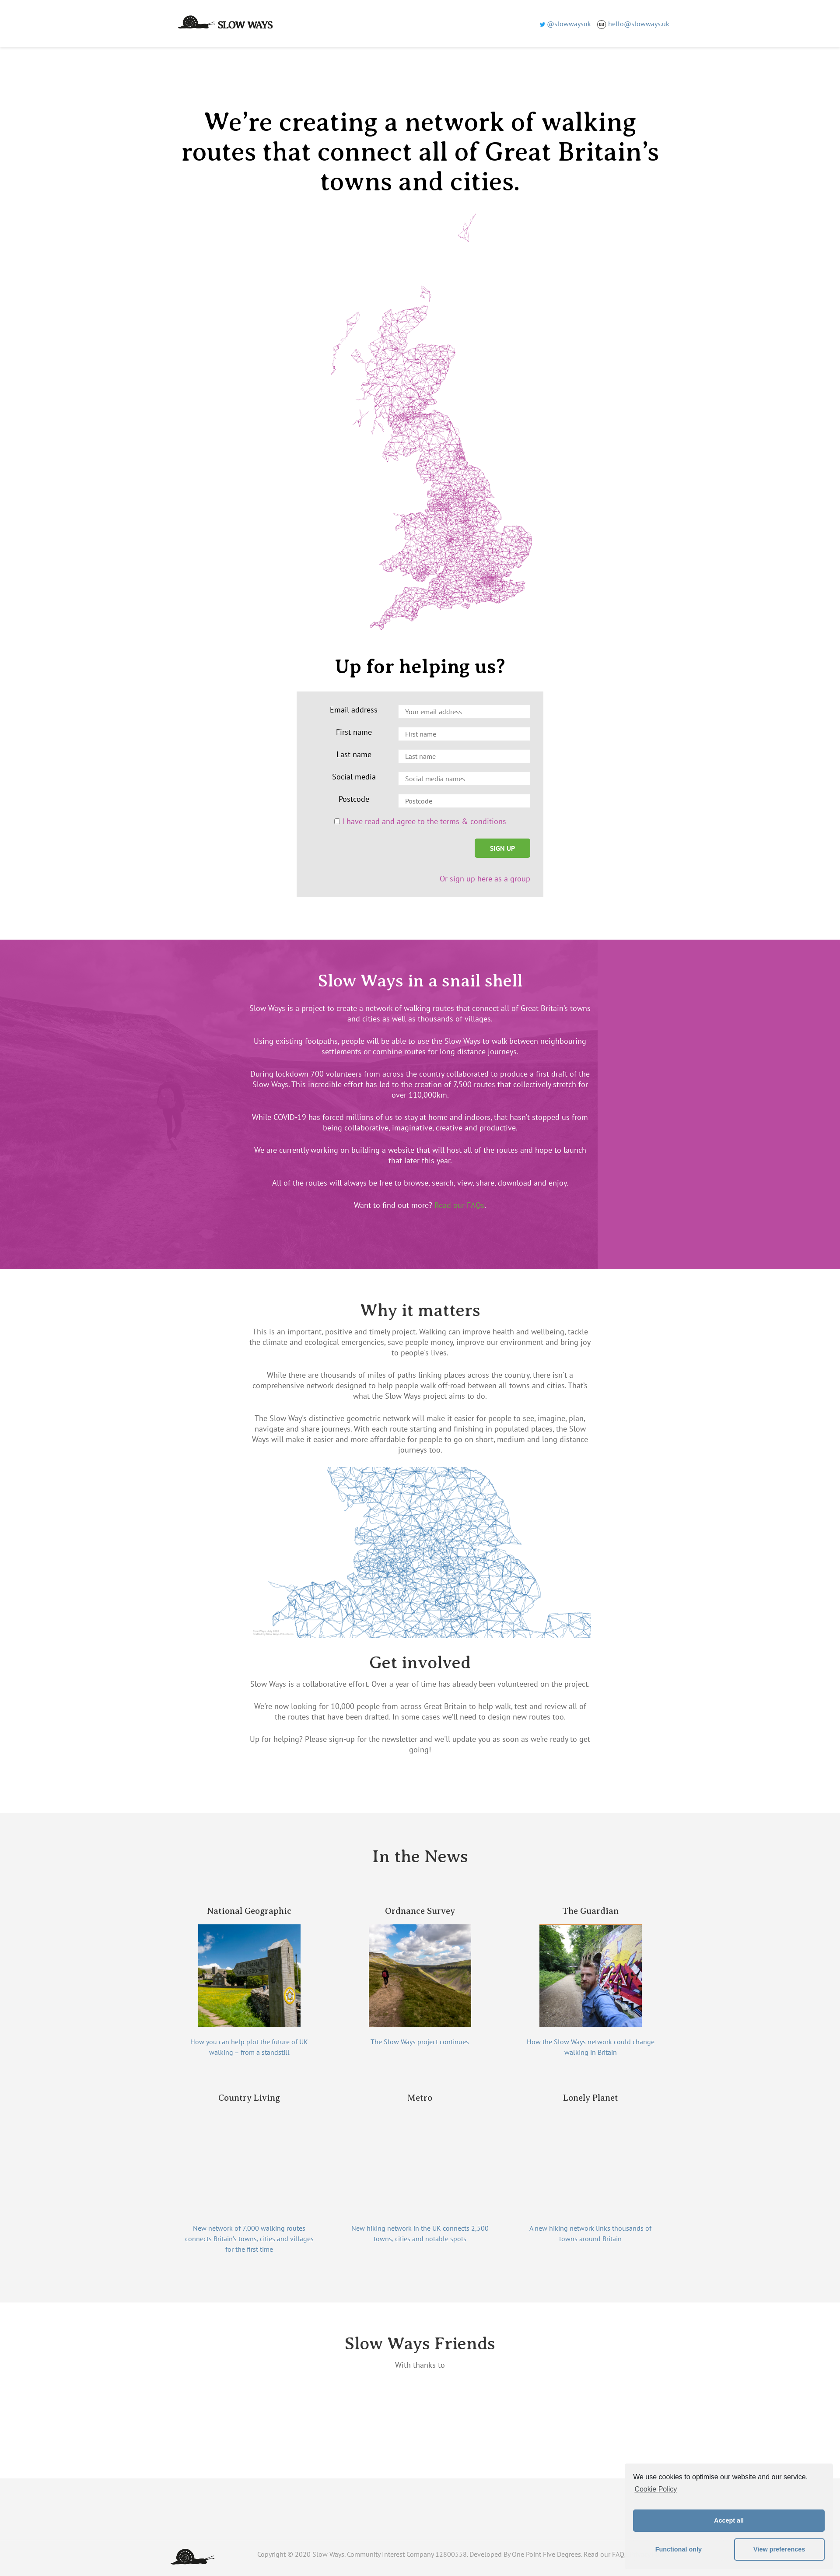 SLOW WAYS
@slowwaysuk
hello@slowways.uk
We’re creating a network of walking
routes that connect all of Great Britain’s
towns and cities.
Up for helping us?
Email address
Your email address
First name
First name
Last name
Last name
Social media
Social media names
Postcode
Postcode
I have read and agree to the terms & conditions
SIGN UP
Or sign up here as a group
Slow Ways in a snail shell
Slow Ways is a project to create a network of walking routes that connect all of Great Britain’s towns
and cities as well as thousands of villages.
Using existing footpaths, people will be able to use the Slow Ways to walk between neighbouring
settlements or combine routes for long distance journeys.
During lockdown 700 volunteers from across the country collaborated to produce a first draft of the
Slow Ways. This incredible effort has led to the creation of 7,500 routes that collectively stretch for
over 110,000km.
While COVID-19 has forced millions of us to stay at home and indoors, that hasn’t stopped us from
being collaborative, imaginative, creative and productive.
We are currently working on building a website that will host all of the routes and hope to launch
that later this year.
All of the routes will always be free to browse, search, view, share, download and enjoy.
Want to find out more? Read our FAQs.
Why it matters
This is an important, positive and timely project. Walking can improve health and wellbeing, tackle
the climate and ecological emergencies, save people money, improve our environment and bring joy
to people's lives.
While there are thousands of miles of paths linking places across the country, there isn't a
comprehensive network designed to help people walk off-road between all towns and cities. That’s
what the Slow Ways project aims to do.
The Slow Way's distinctive geometric network will make it easier for people to see, imagine, plan,
navigate and share journeys. With each route starting and finishing in populated places, the Slow
Ways will make it easier and more affordable for people to go on short, medium and long distance
journeys too.
Get involved
Slow Ways is a collaborative effort. Over a year of time has already been volunteered on the project.
We're now looking for 10,000 people from across Great Britain to help walk, test and review all of
the routes that have been drafted. In some cases we’ll need to design new routes too.
Up for helping? Please sign-up for the newsletter and we'll update you as soon as we’re ready to get
going!
In the News
National Geographic
Ordnance Survey
The Guardian
How you can help plot the future of UK
walking – from a standstill
The Slow Ways project continues
How the Slow Ways network could change
walking in Britain
Country Living
Metro
Lonely Planet
New network of 7,000 walking routes
connects Britain’s towns, cities and villages
for the first time
New hiking network in the UK connects 2,500
towns, cities and notable spots
A new hiking network links thousands of
towns around Britain
Slow Ways Friends
With thanks to
We use cookies to optimise our website and our service.
Cookie Policy
Accept all
Functional only
View preferences
Copyright © 2020 Slow Ways. Community Interest Company 12800558. Developed By One Point Five Degrees. Read our FAQ